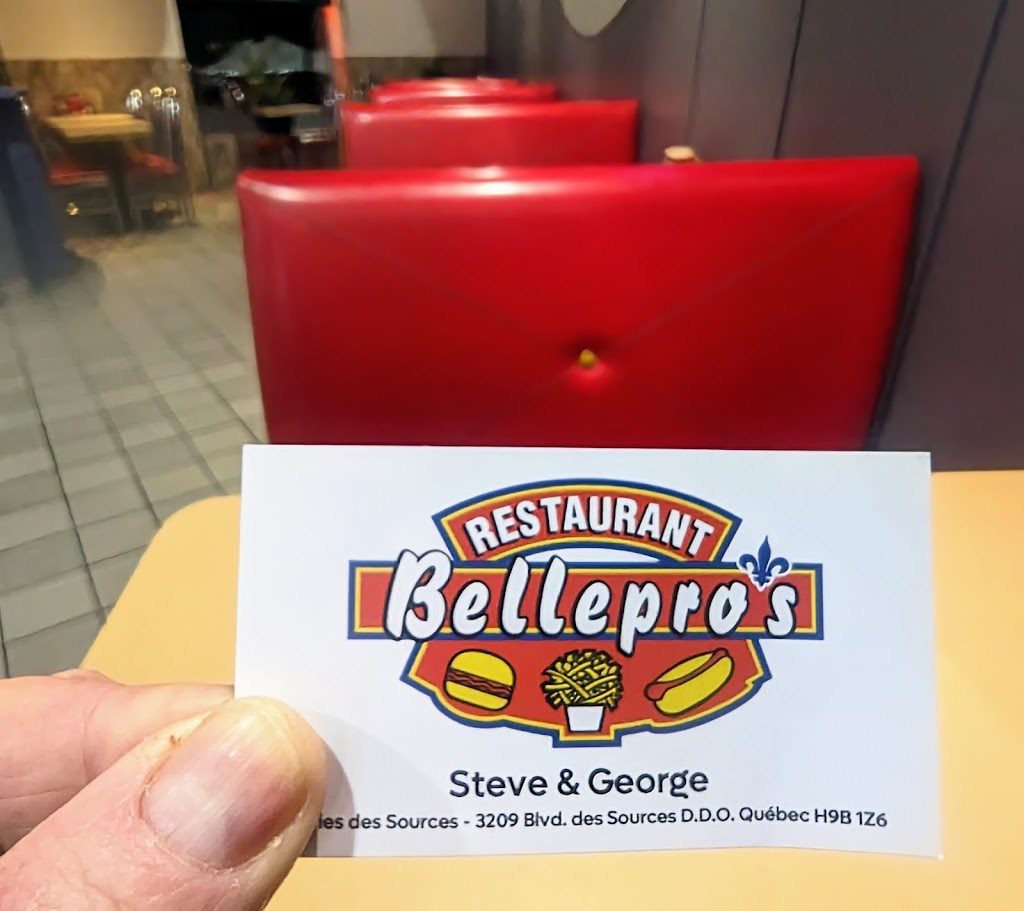 RESTAURANT
Bellepro's
Steve & George
des Sources - 3209 Blvd. des Sources D.D.O. Québec H9B 1Z6